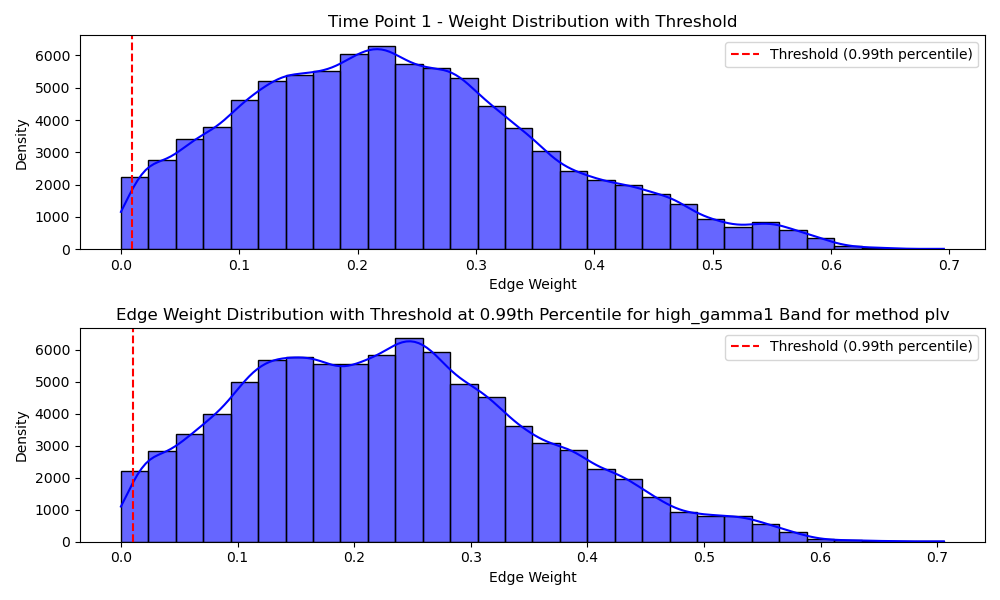 Time Point 1 - Weight Distribution with Threshold
Threshold (0.99th percentile)
Density
6000
5000
4000
3000
2000
1000
0
0.0 0.1 0.2 0.3 0.4 0.5 0.6 0.7
Edge Weight
Edge Weight Distribution with Threshold at 0.99th Percentile for high_gamma1 Band for method plv
Threshold (0.99th percentile)
Density
6000
5000
4000
3000
2000
1000
0
0.0 0.1 0.2 0.3 0.4 0.5 0.6 0.7
Edge Weight